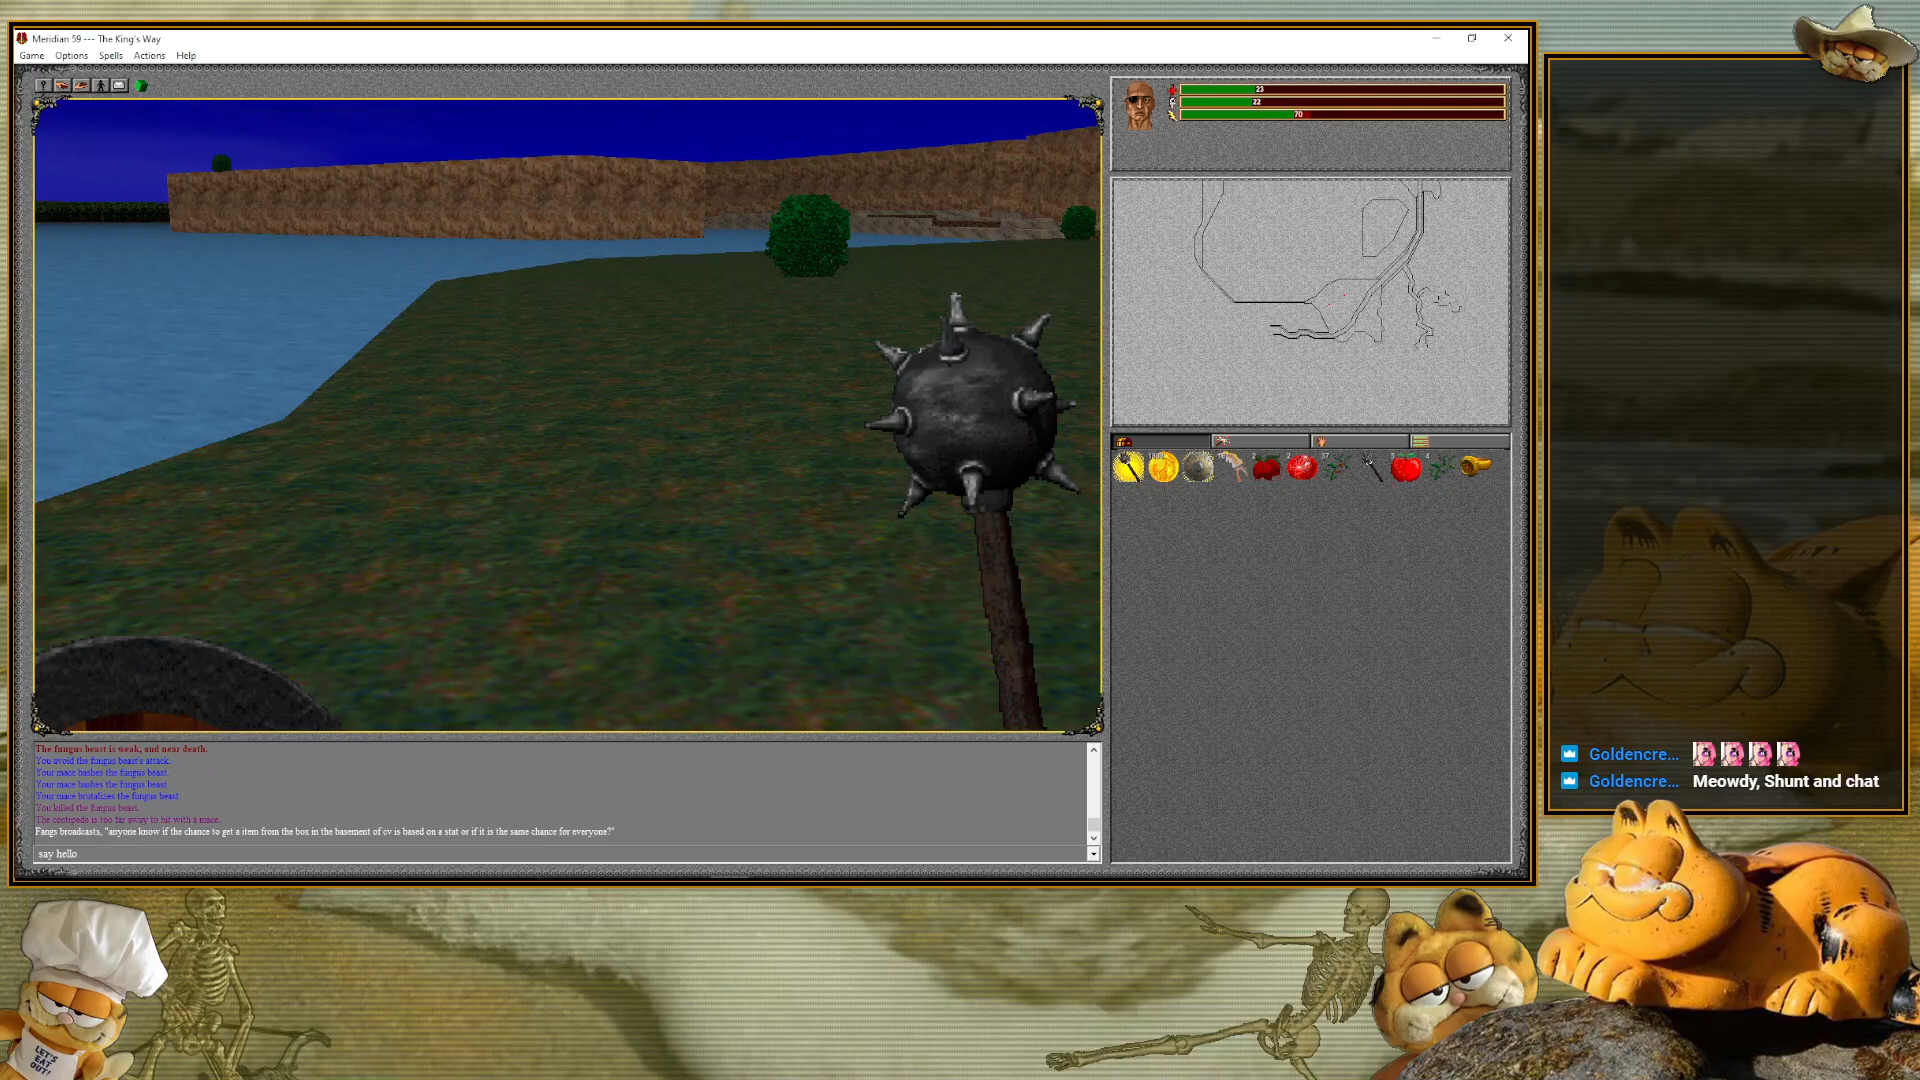 Meridian 59 --- The King's Way
Game Options Spells Actions Help
23
22
70
2 2 37 5 4
The fungus beast is weak, and near death.
You avoid the fungus beast's attack.
Your mace bashes the fungus beast.
Your mace bashes the fungus beast.
Your mace brutalizes the fungus beast.
You killed the fungus beast.
The centipede is too far away to hit with a mace.
Fangs broadcasts, "anyone know if the chance to get a item from the box in the basement of cv is based on a stat or if it is the same chance for everyone?"
say hello
Goldencre...
Goldencre... Meowdy, Shunt and chat
LET'S
EAT
OUT!